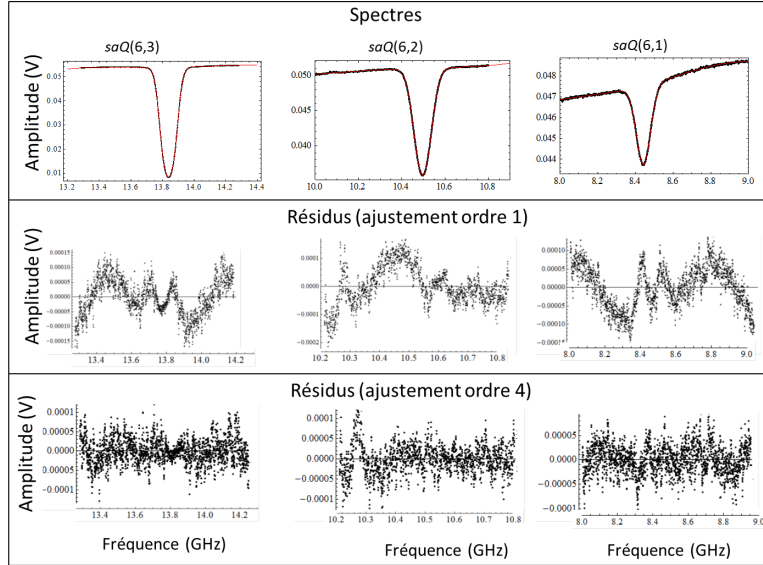 Spectres
saQ(6,3) saQ(6,2) saQ(6,1)
Amplitude (V)
0.05
0.04
0.03
0.02
0.01
13.2 13.4 13.6 13.8 14.0 14.2 14.4
0.050
0.045
0.040
10.0 10.2 10.4 10.6 10.8
0.048
0.047
0.046
0.045
0.044
8.0 8.2 8.4 8.6 8.8 9.0
Résidus (ajustement ordre 1)
Amplitude (V)
0.00015
0.00010
0.00005
0.00000
-0.00005
-0.00010
-0.00015
13.4 13.6 13.8 14.0 14.2
0.0001
0.0000
-0.0001
-0.0002
10.2 10.3 10.4 10.5 10.6 10.7 10.8
0.00010
0.00005
0.00000
-0.00005
-0.00010
8.0 8.2 8.4 8.6 8.8 9.0
Résidus (ajustement ordre 4)
Amplitude (V)
0.0001
0.00005
0.00000
0.00005
-0.0001
13.4 13.6 13.8 14.0 14.2
0.0001
0.00005
0.00000
-0.00005
-0.0001
10.2 10.3 10.4 10.5 10.6 10.7 10.8
0.00005
0.00000
-0.00005
-0.0001
8.0 8.2 8.4 8.6 8.8 9.0
Fréquence (GHz) Fréquence (GHz) Fréquence (GHz)